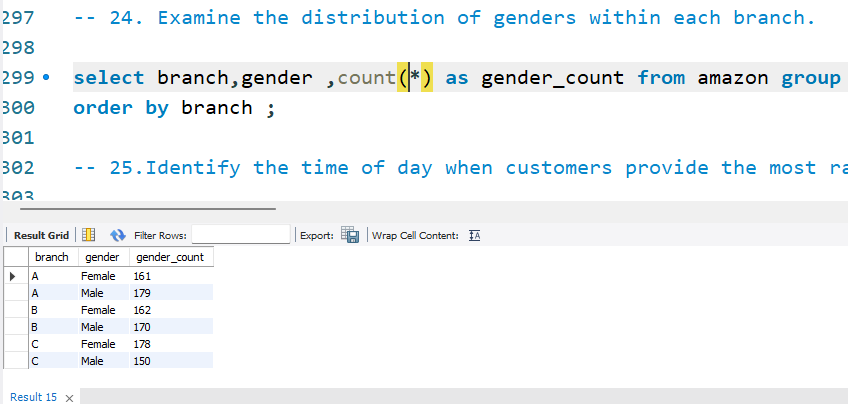 297 -- 24. Examine the distribution of genders within each branch.
298
299 select branch,gender ,count(*) as gender_count from amazon group
300 order by branch ;
301
302 -- 25.Identify the time of day when customers provide the most ra
303
Result Grid Filter Rows: Export: Wrap Cell Content:
branch gender gender_count
A Female 161
A Male 179
B Female 162
B Male 170
C Female 178
C Male 150
Result 15 ×